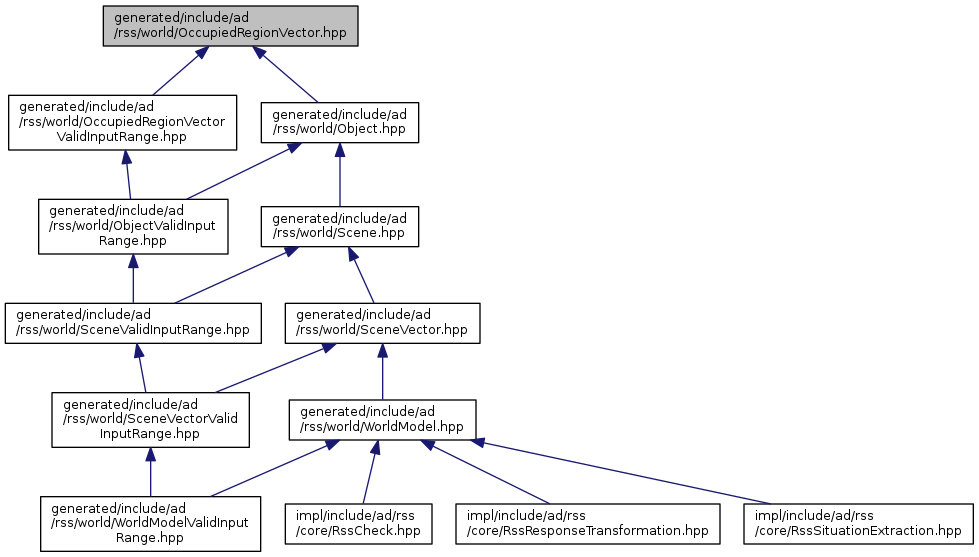 generated/include/ad
/rss/world/OccupiedRegionVector.hpp
generated/include/ad
/rss/world/OccupiedRegionVector
ValidInputRange.hpp
generated/include/ad
/rss/world/Object.hpp
generated/include/ad
/rss/world/ObjectValidInput
Range.hpp
generated/include/ad
/rss/world/Scene.hpp
generated/include/ad
/rss/world/SceneValidInputRange.hpp
generated/include/ad
/rss/world/SceneVector.hpp
generated/include/ad
/rss/world/SceneVectorValid
InputRange.hpp
generated/include/ad
/rss/world/WorldModel.hpp
generated/include/ad
/rss/world/WorldModelValidInput
Range.hpp
impl/include/ad/rss
/core/RssCheck.hpp
impl/include/ad/rss
/core/RssResponseTransformation.hpp
impl/include/ad/rss
/core/RssSituationExtraction.hpp